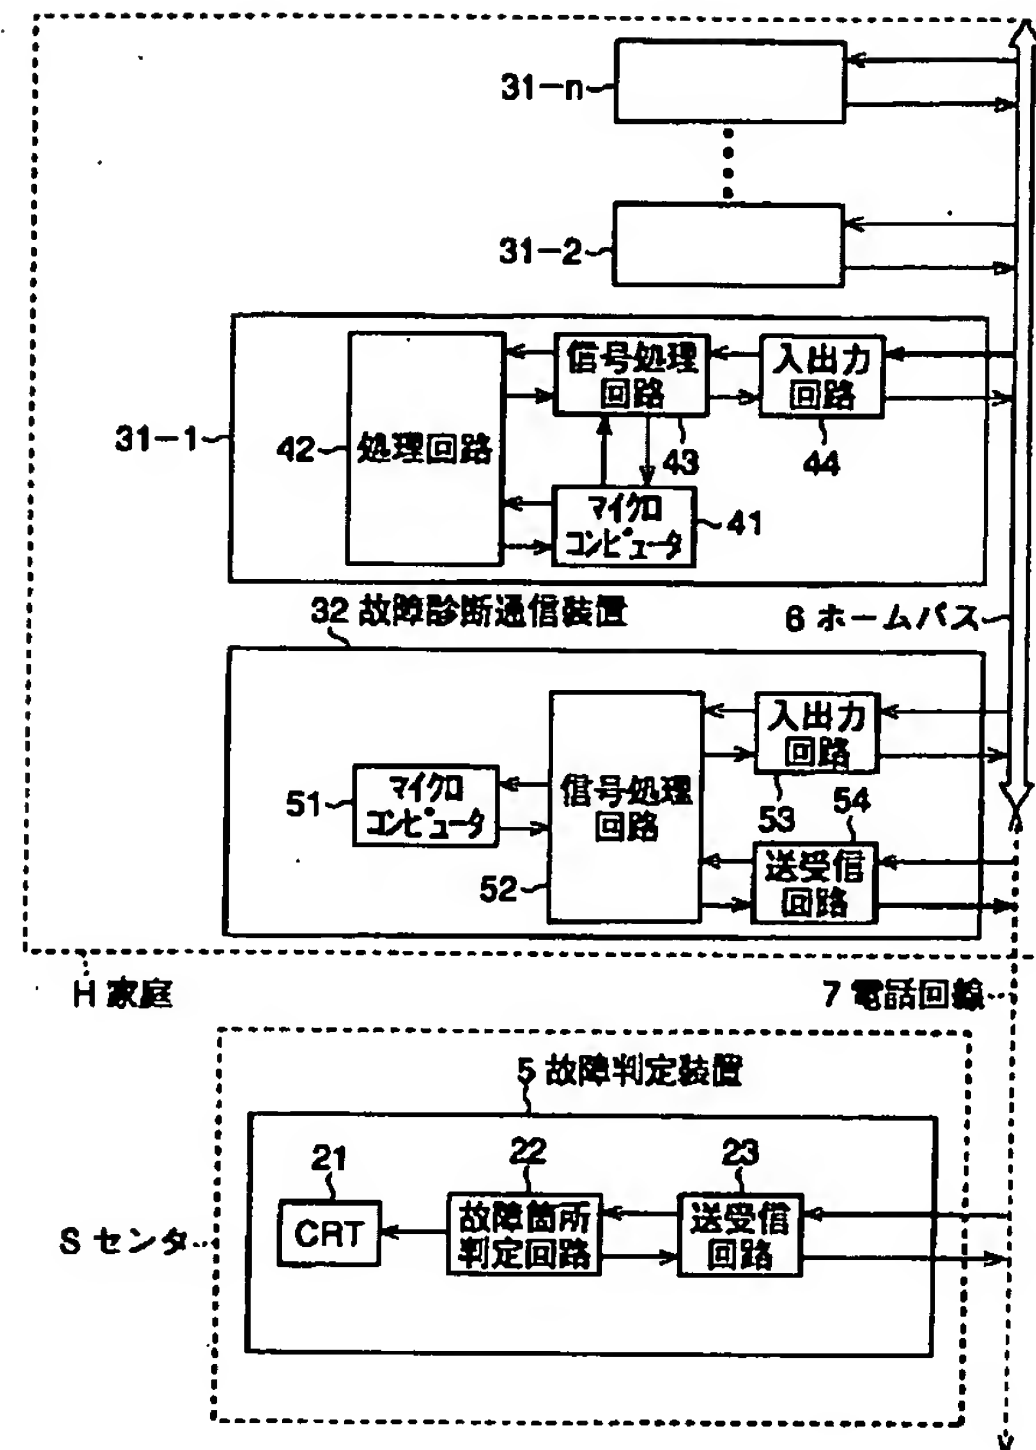 31-n
31-2
31-1
42
処理回路
信号処理
回路
43
入出力
回路
44
マイクロ
コンピュータ
41
32 故障診断通信装置
6 ホームバス
51
マイクロ
コンピュータ
信号処理
回路
52
入出力
回路
53
54
送受信
回路
H 家庭
7 電話回線
5 故障判定装置
S センタ
21
CRT
22
故障箇所
判定回路
23
送受信
回路